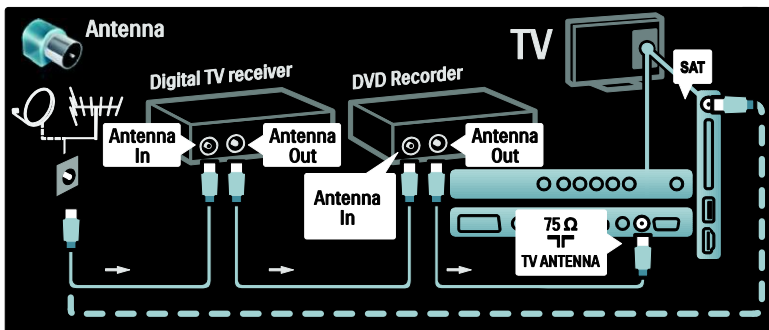 Antenna
TV
Digital TV receiver
DVD Recorder
SAT
Antenna
In
Antenna
Out
Antenna
In
Antenna
Out
75 Ω
TV ANTENNA